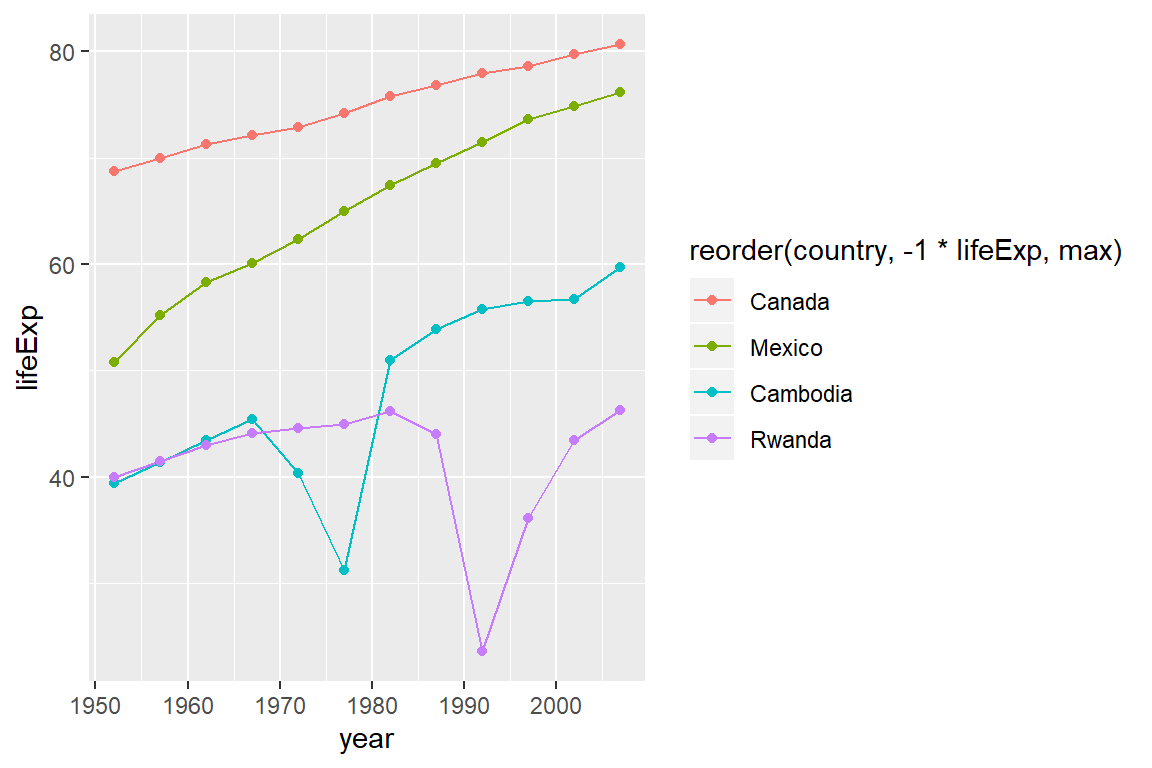 80
60
40
lifeExp
1950 1960 1970 1980 1990 2000
year
reorder(country, -1 * lifeExp, max)
Canada
Mexico
Cambodia
Rwanda